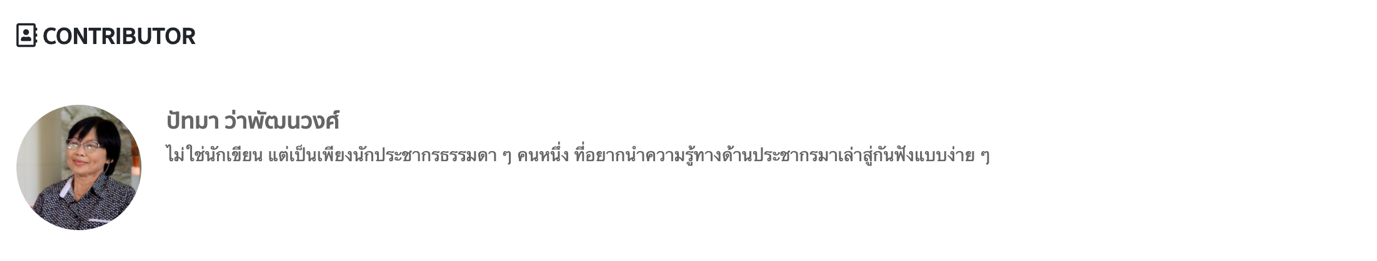 CONTRIBUTOR
ปัทมา ว่าพัฒนวงศ์
ไม่ใช่นักเขียน แต่เป็นเพียงนักประชากรธรรมดา ๆ คนหนึ่ง ที่อยากนำความรู้ทางด้านประชากรมาเล่าสู่กันฟังแบบง่าย ๆ